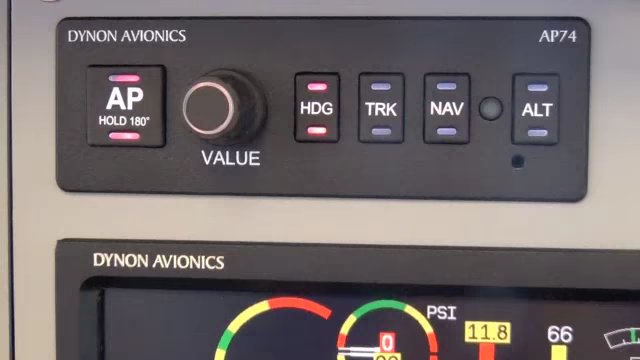 DYNON AVIONICS AP74
AP HDG TRK NAV ALT
HOLD 180°
VALUE
DYNON AVIONICS
PSI
11.8 66
0